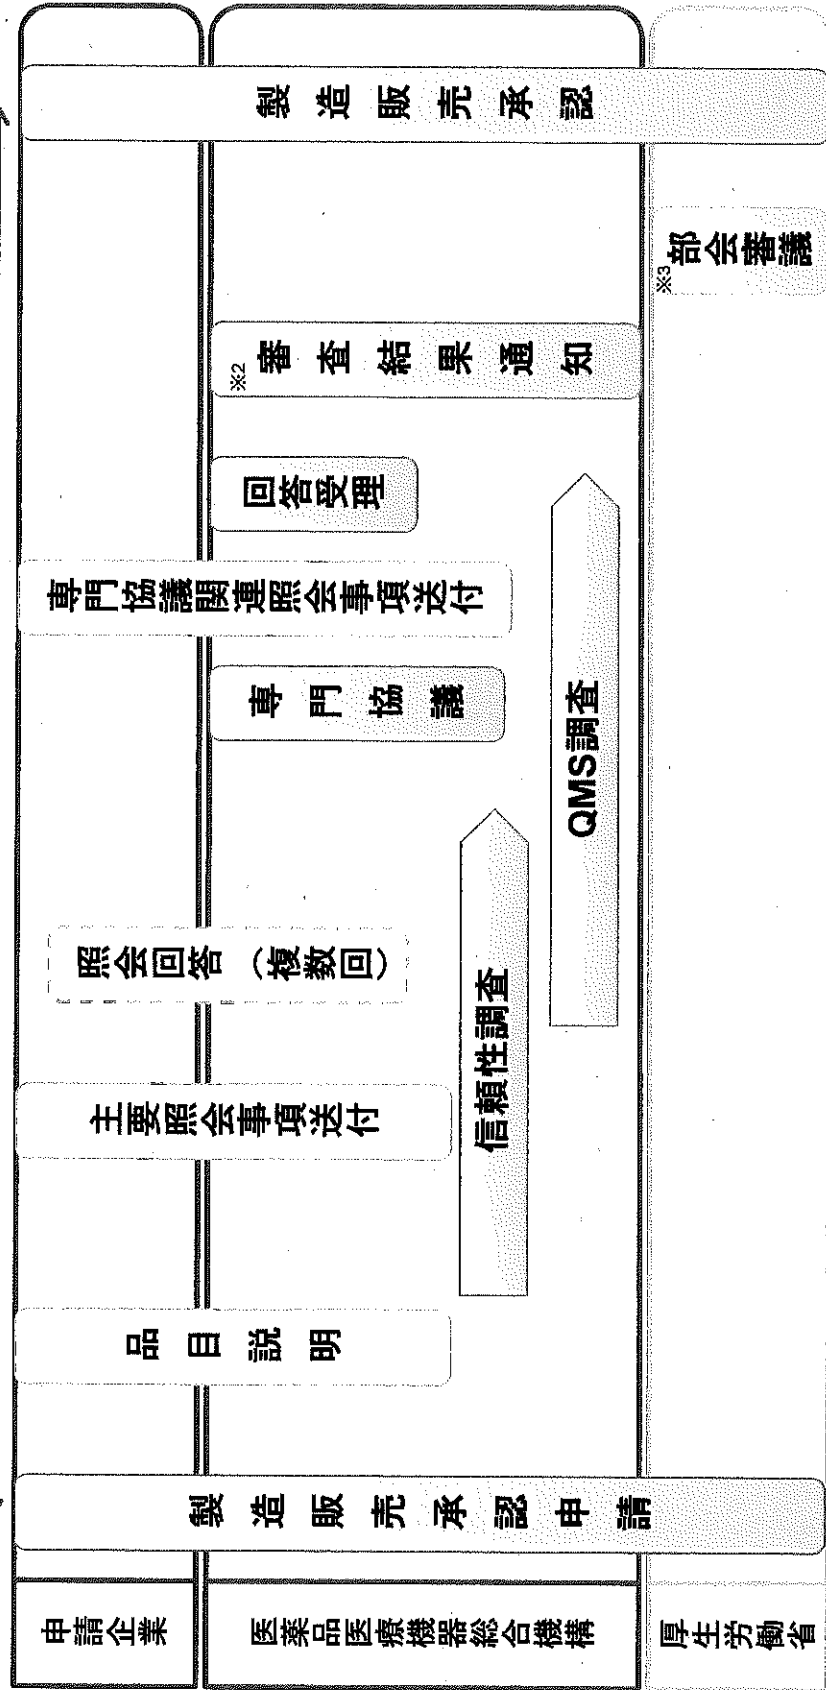 申請企業
医薬品医療機器総合機構
厚生労働省
製造販売承認申請
品目説明
主要照会事項送付
照会回答（複数回）
信頼性調査
QMS調査
専門協議
専門協議関連照会事項送付
回答受理
※2
審査結果通知
※3
部会審議
製造販売承認